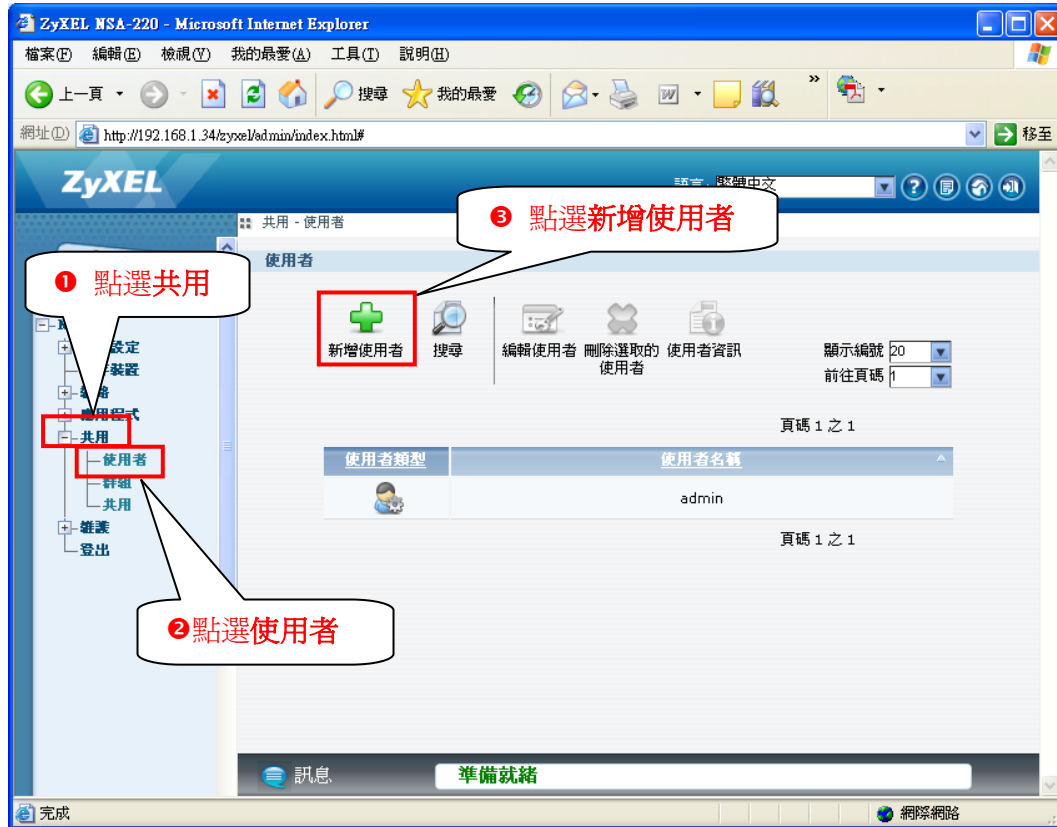 ZyXEL NSA-220 - Microsoft Internet Explorer
檔案(F) 編輯(E) 檢視(V) 我的最愛(A) 工具(T) 說明(H)
上一頁 搜尋 我的最愛 »
網址(D) http://192.168.1.34/zyxel/admin/index.html# 移至
ZyXEL
語言: 繁體中文
共用 - 使用者
❸ 點選新增使用者
使用者
❶ 點選共用
新增使用者 搜尋 編輯使用者 刪除選取的使用者 使用者資訊
顯示編號 20
前往頁碼 1
設定
裝置
應用程式
共用
使用者
群組
共用
維護
登出
頁碼 1 之 1
使用者類型 使用者名稱
admin
頁碼 1 之 1
❷點選使用者
訊息 準備就緒
完成 網際網路